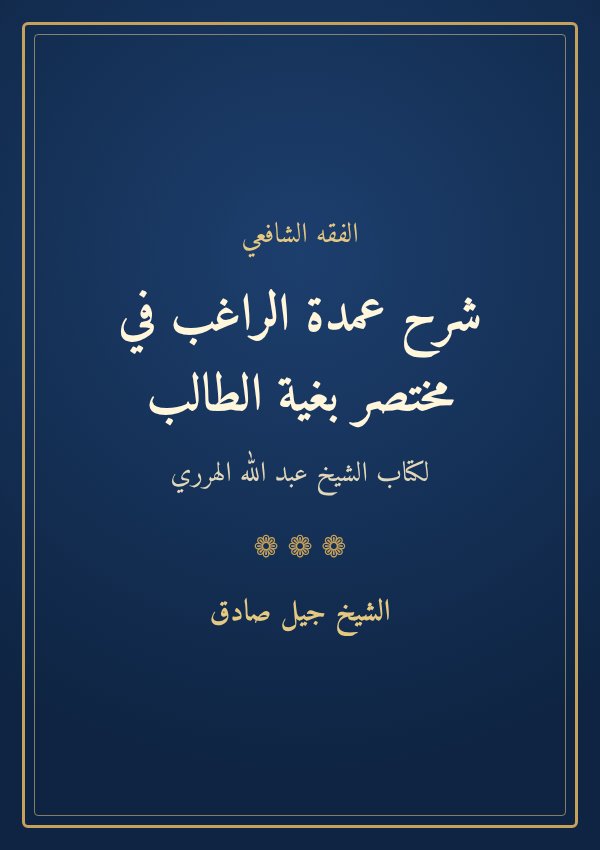 الفقه الشافعي
شرح عمدة الراغب في
مختصر بغية الطالب
لكتاب الشيخ عبد الله الهرري
الشيخ جيل صادق